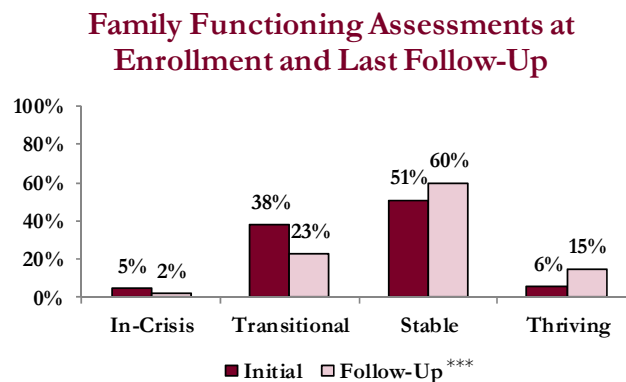 Family Functioning Assessments at
Enrollment and Last Follow-Up
100%
80%
60%
40%
20%
0%
5%
2%
38%
23%
51%
60%
6%
15%
In-Crisis
Transitional
Stable
Thriving
Initial
Follow-Up ***